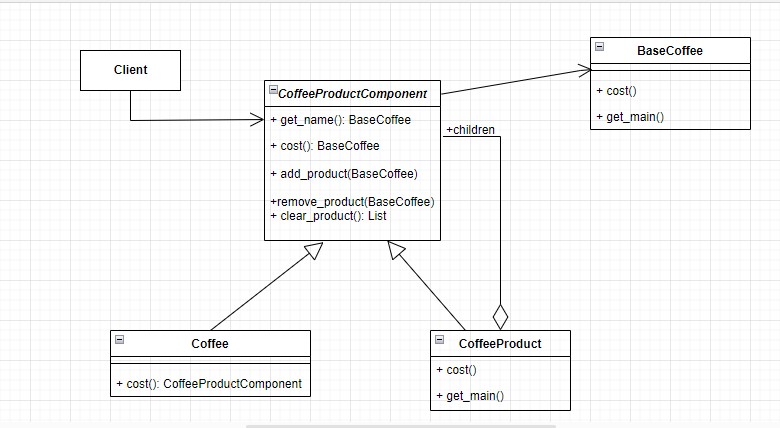 Client
CoffeeProductComponent
+ get_name(): BaseCoffee
+ cost(): BaseCoffee
+ add_product(BaseCoffee)
+remove_product(BaseCoffee)
+ clear_product(): List
BaseCoffee
+ cost()
+ get_main()
+children
Coffee
+ cost(): CoffeeProductComponent
CoffeeProduct
+ cost()
+ get_main()